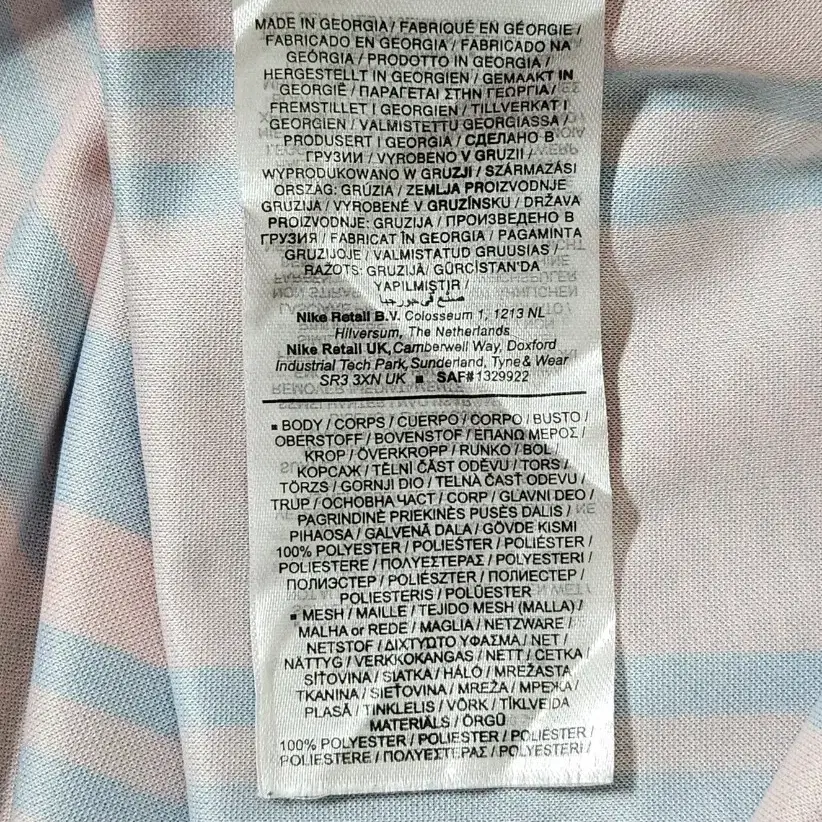 MADE IN GEORGIA / FABRIQUÉ EN GÉORGIE /
FABRICADO EN GEORGIA / FABRICADO NA
GEÓRGIA / PRODOTTO IN GEORGIA /
HERGESTELLT IN GEORGIEN / GEMAAKT IN
GEORGIË / ΠΑΡΑΓΕΤΑΙ ΣΤΗΝ ΓΕΩΡΓΙΑ /
FREMSTILLET I GEORGIEN / TILLVERKAT I
GEORGIEN / VALMISTETTU GEORGIASSA /
PRODUSERT I GEORGIA / СДЕЛАНО В
ГРУЗИИ / VYROBENO V GRUZII /
WYPRODUKOWANO W GRUZJI / SZÁRMAZÁSI
ORSZÁG: GRÚZIA / ZEMLJA PROIZVODNJE
GRUZIJA / VYROBENÉ V GRUZÍNSKU / DRŽAVA
PROIZVODNJE: GRUZIJA / ПРОИЗВЕДЕНО В
ГРУЗИЯ / FABRICAT ÎN GEORGIA / PAGAMINTA
GRUZIJOJE / VALMISTATUD GRUUSIAS /
RAŽOTS: GRUZIJĀ/ GÜRCİSTAN'DA
YAPILMIŞTIR /
صنع في جورجيا
Nike Retail B.V. Colosseum 1, 1213 NL
Hilversum, The Netherlands
Nike Retail UK, Camberwell Way, Doxford
Industrial Tech Park, Sunderland, Tyne & Wear
SR3 3XN UK ■ SAF#1329922
■ BODY / CORPS / CUERPO / CORPO / BUSTO /
OBERSTOFF / BOVENSTOF / ΕΠΑΝΩ ΜΕΡΟΣ /
KROP / ÖVERKROPP / RUNKO / BOL
КОРСАЖ / TĚLNÍ ČÁST ODĚVU / TORS /
TÖRZS / GORNJI DIO / TELNÁ ČASŤ ODEVU /
TRUP / ОСНОВНА ЧАСТ / CORP / GLAVNI DEO /
PAGRINDINĖ PRIEKINĖS PUSĖS DALIS /
PIHAOSA / GALVENĀ DAĻA / GÖVDE KISMI
100% POLYESTER / POLIÉSTER / POLIÉSTER /
POLIESTERE / ΠΟΛΥΕΣΤΕΡΑΣ / POLYESTERI /
ПОЛИЭСТЕР / POLIÉSZTER / ПОЛИЕСТЕР /
POLIESTERIS / POLÜESTER
■ MESH / MAILLE / TEJIDO MESH (MALLA) /
MALHA or REDE / MAGLIA / NETZWARE /
NETSTOF / ΔΙΧΤΥΩΤΟ ΥΦΑΣΜΑ / NET /
NÄTTYG / VERKKOKANGAS / NETT / СЕТКА /
SÍŤOVINA / SIATKA / HÁLÓ / MREŽASTA
TKANINA / SIEŤOVINA / MREŽA / МРЕЖА /
PLASĂ / TINKLELIS / VÕRK / TĪKLVEIDA
MATERIĀLS / ÖRGÜ
100% POLYESTER / POLIÉSTER / POLIÉSTER /
POLIESTERE / ΠΟΛΥΕΣΤΕΡΑΣ / POLYESTERI /